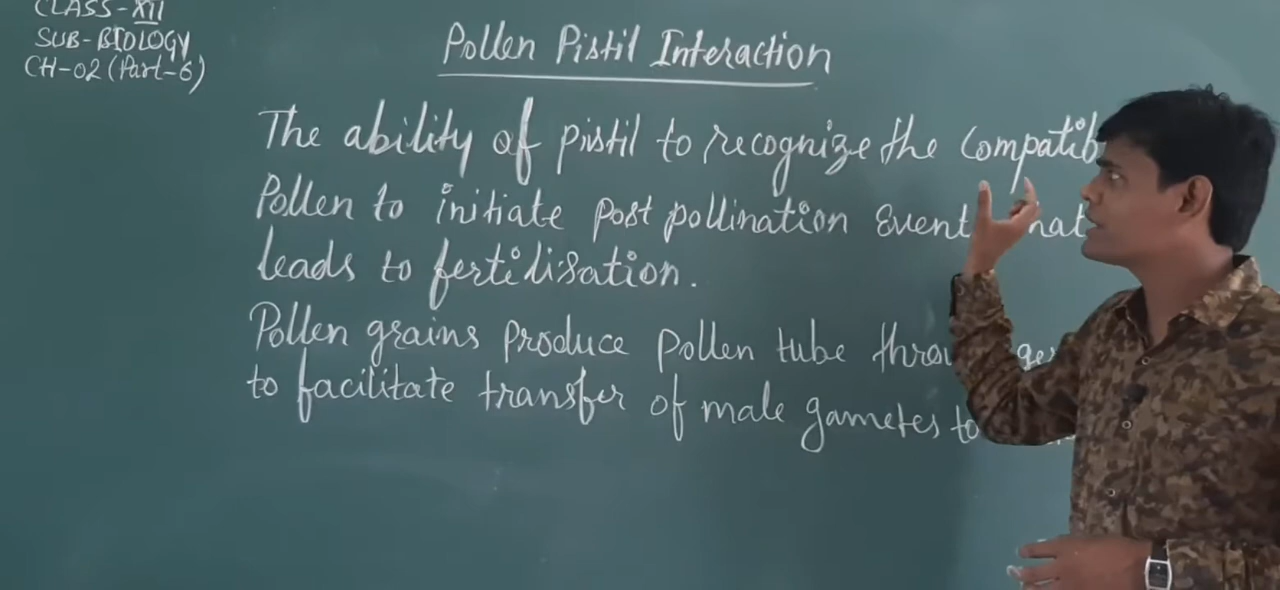 CLASS-XII
SUB-BIOLOGY
CH-02 (Part-6)
Pollen Pistil Interaction
The ability of pistil to recognize the Compatib
Pollen to initiate post pollination Event
leads to fertilisation.
Pollen grains produce pollen tube
to facilitate transfer of male gametes to